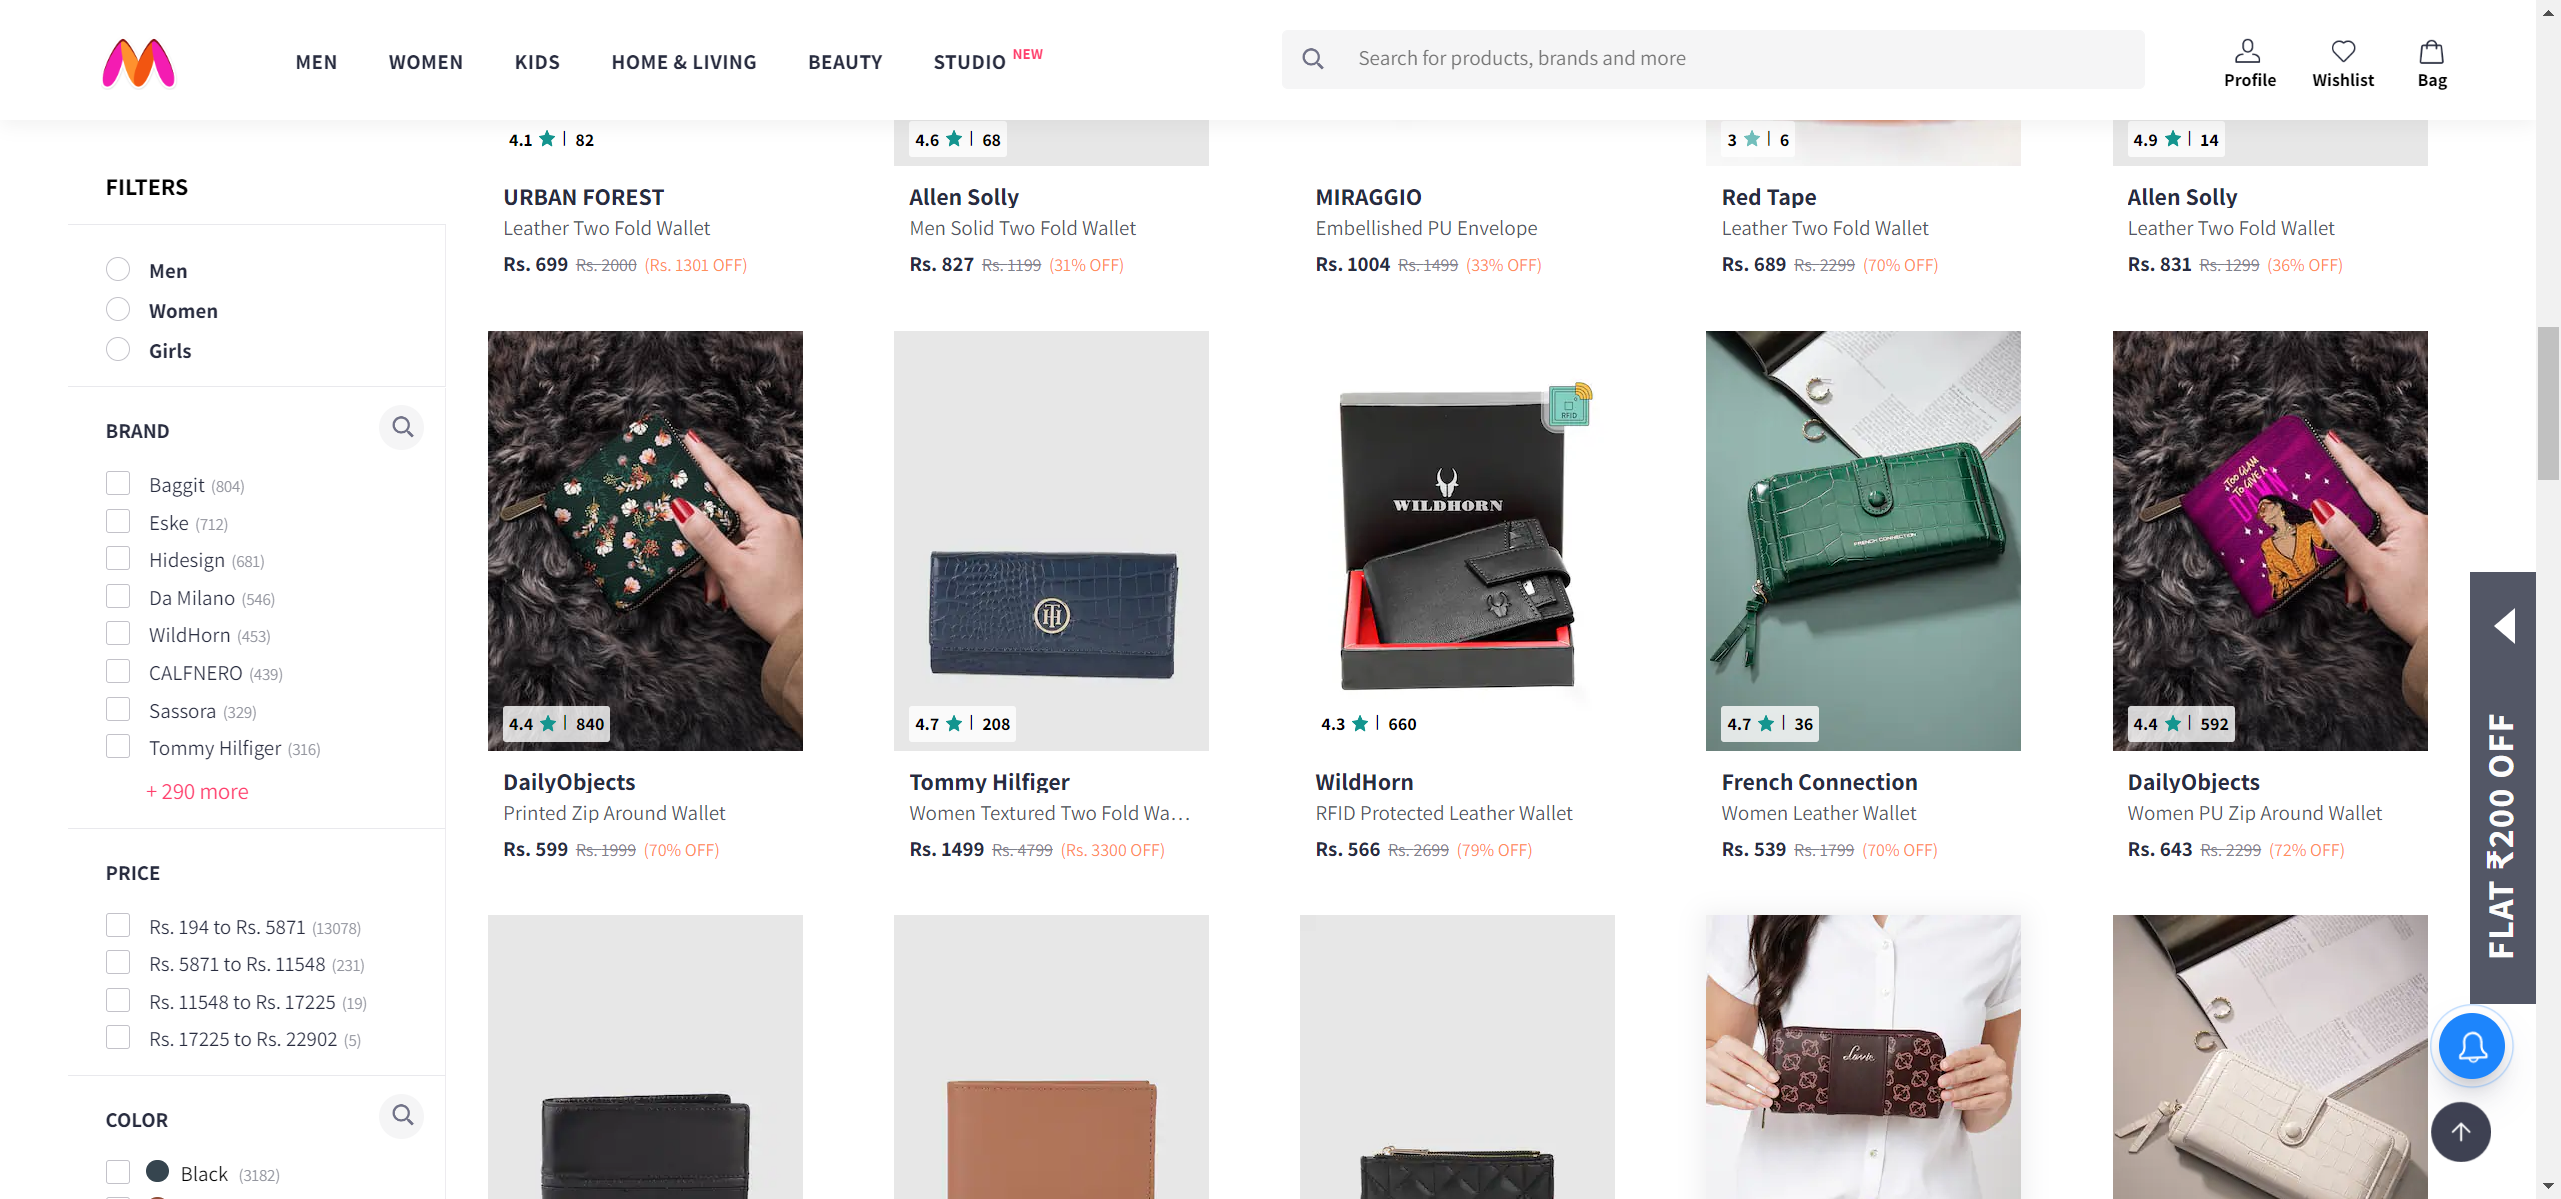 MEN
WOMEN
KIDS
HOME & LIVING
BEAUTY
STUDIO NEW
Search for products, brands and more
Profile
Wishlist
Bag
4.1 | 82
4.6 | 68
3 | 6
4.9 | 14
FILTERS
Men
Women
Girls
BRAND
Baggit (804)
Eske (712)
Hidesign (681)
Da Milano (546)
WildHorn (453)
CALFNERO (439)
Sassora (329)
Tommy Hilfiger (316)
+ 290 more
PRICE
Rs. 194 to Rs. 5871 (13078)
Rs. 5871 to Rs. 11548 (231)
Rs. 11548 to Rs. 17225 (19)
Rs. 17225 to Rs. 22902 (5)
COLOR
Black (3182)
URBAN FOREST
Leather Two Fold Wallet
Rs. 699 Rs. 2000 (Rs. 1301 OFF)
Allen Solly
Men Solid Two Fold Wallet
Rs. 827 Rs. 1199 (31% OFF)
MIRAGGIO
Embellished PU Envelope
Rs. 1004 Rs. 1499 (33% OFF)
Red Tape
Leather Two Fold Wallet
Rs. 689 Rs. 2299 (70% OFF)
Allen Solly
Leather Two Fold Wallet
Rs. 831 Rs. 1299 (36% OFF)
4.4 | 840
DailyObjects
Printed Zip Around Wallet
Rs. 599 Rs. 1999 (70% OFF)
TH
4.7 | 208
Tommy Hilfiger
Women Textured Two Fold Wa...
Rs. 1499 Rs. 4799 (Rs. 3300 OFF)
RFID
WILDHORN
4.3 | 660
WildHorn
RFID Protected Leather Wallet
Rs. 566 Rs. 2699 (79% OFF)
FRENCH CONNECTION
4.7 | 36
French Connection
Women Leather Wallet
Rs. 539 Rs. 1799 (70% OFF)
TOO GLAM
TO GIVE A
DAMN
4.4 | 592
DailyObjects
Women PU Zip Around Wallet
Rs. 643 Rs. 2299 (72% OFF)
Lavie
FLAT ₹200 OFF